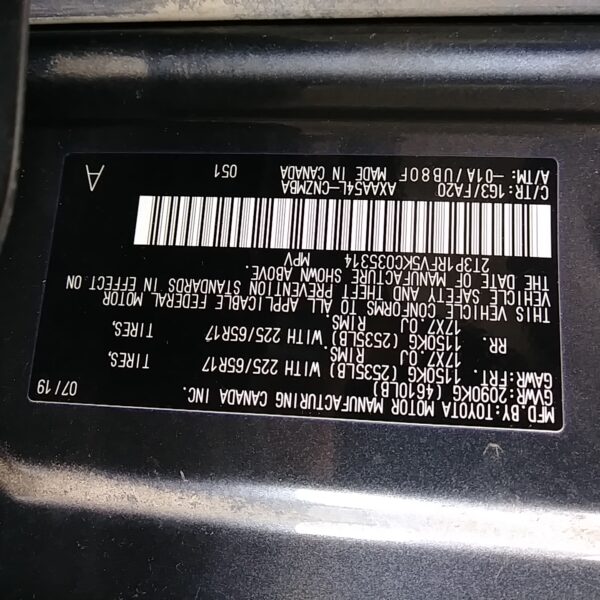 MFD.BY:TOYOTA MOTOR MANUFACTURING CANADA INC.
GVWR:2090KG (4610LB) 07/19
GAWR:FRT. 1150KG (2535LB) WITH 225/65R17 TIRES,
17X7.0J RIMS,
RR. 1150KG (2535LB) WITH 225/65R17 TIRES,
17X7.0J RIMS.
THIS VEHICLE CONFORMS TO ALL APPLICABLE FEDERAL MOTOR
VEHICLE SAFETY AND THEFT PREVENTION STANDARDS IN EFFECT ON
THE DATE OF MANUFACTURE SHOWN ABOVE.
2T3P1RFV5KC035314 MPV
AXAA54L-CNZMBA 051 A
C/TR:1G3/FA20
A/TM:-01A/UB80F MADE IN CANADA